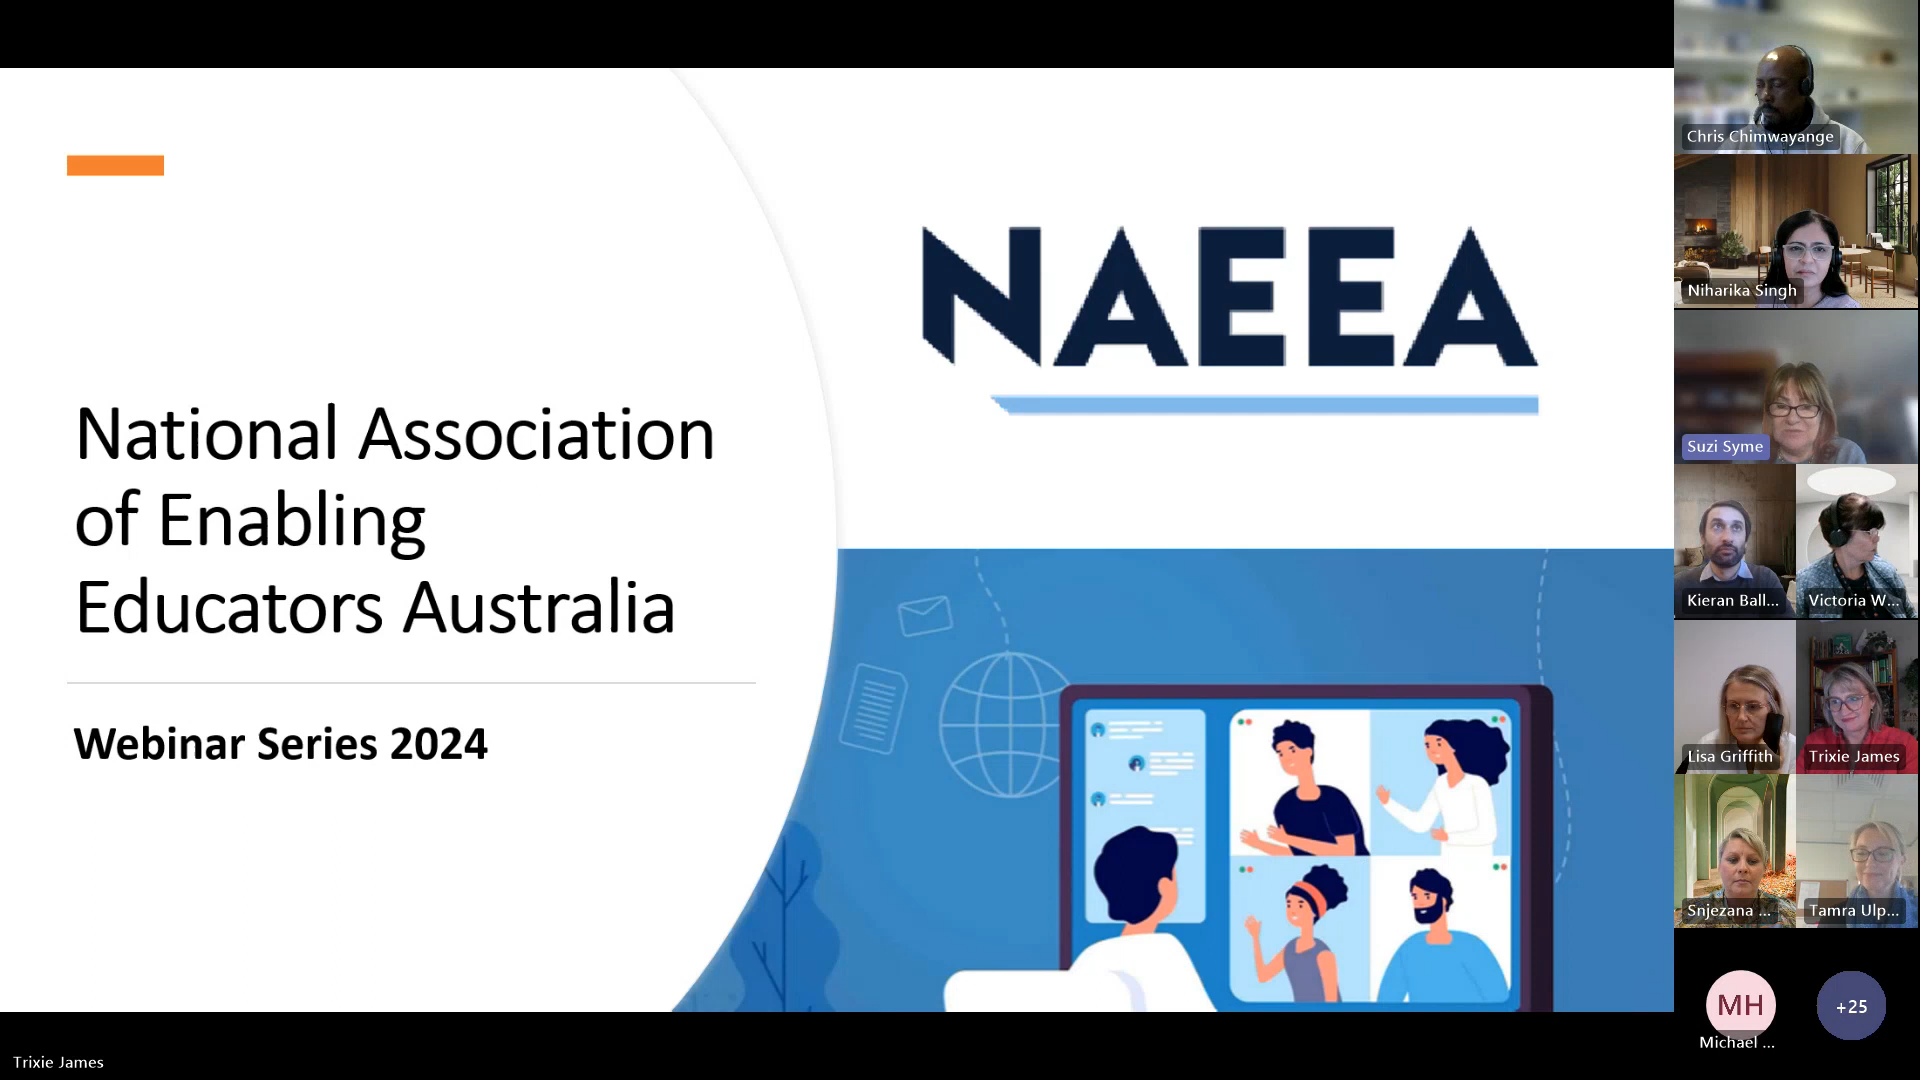 NAEEA
National Association
of Enabling
Educators Australia
Webinar Series 2024
Chris Chimwayange
Niharika Singh
Suzi Syme
Kieran Ball...
Victoria W...
Lisa Griffith
Trixie James
Snjezana ...
Tamra Ulp...
MH
Michael ...
+25
Trixie James